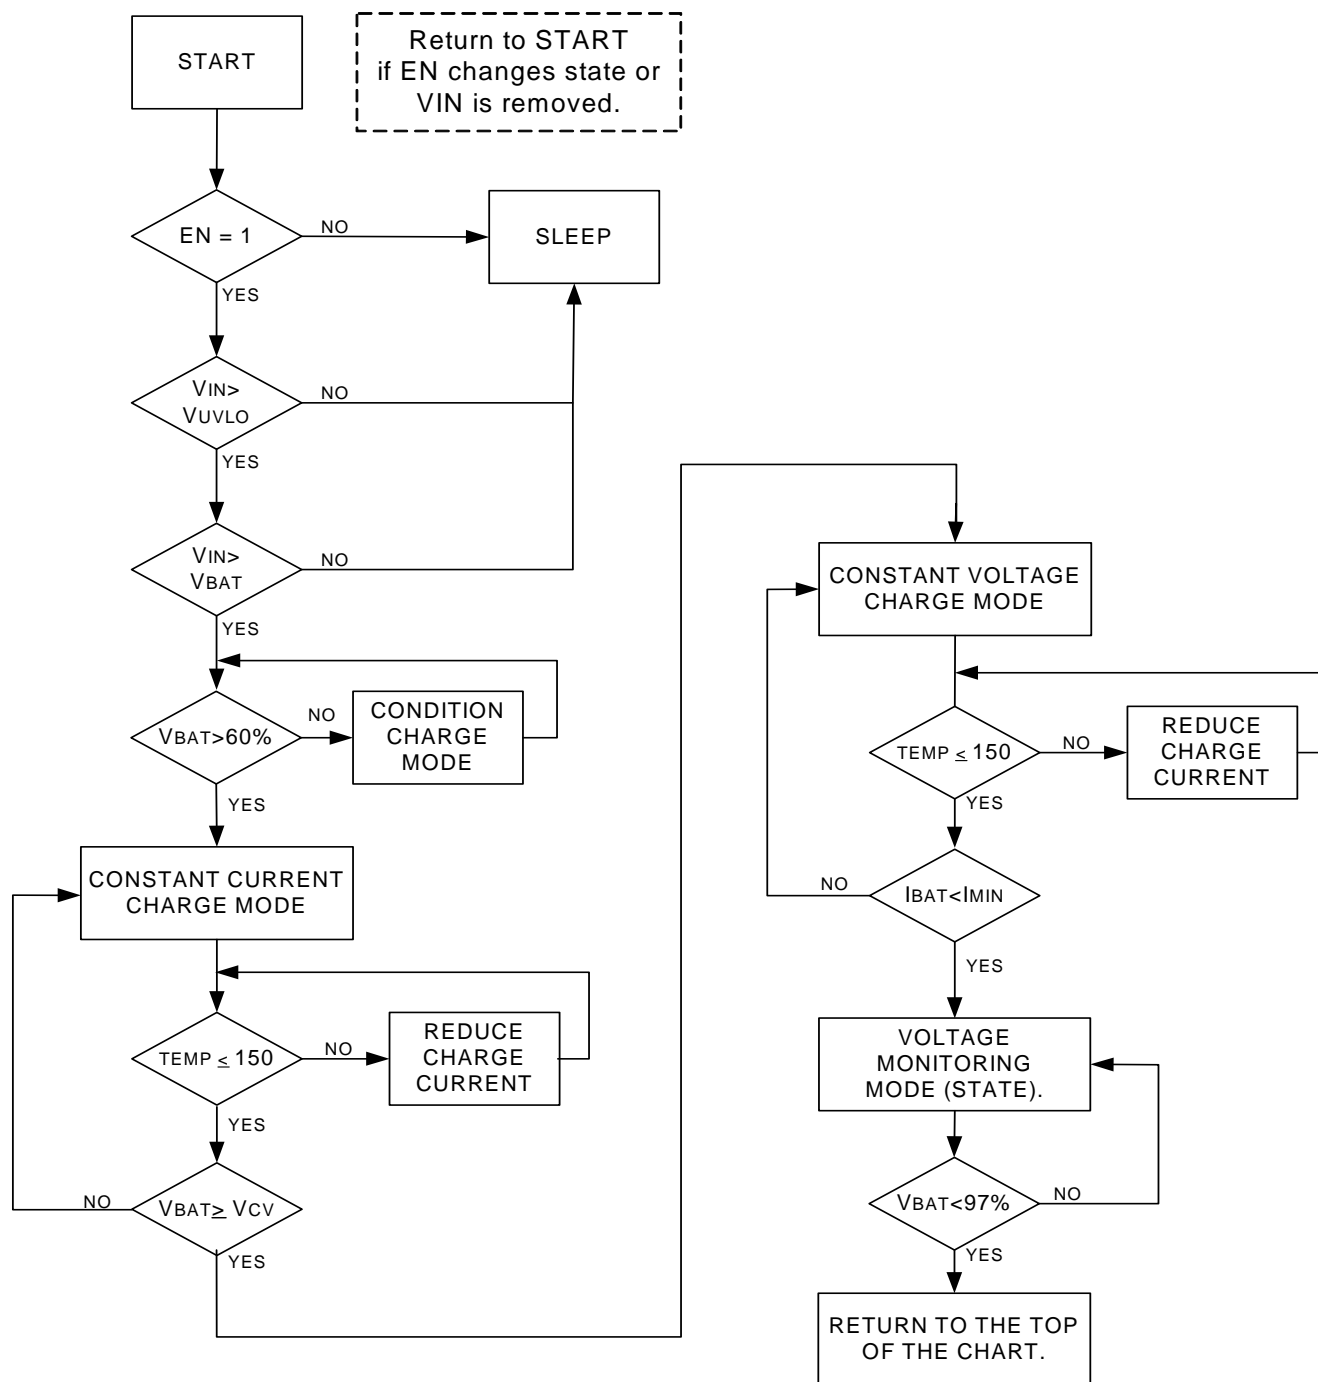 START
Return to START
if EN changes state or
VIN is removed.
EN = 1
NO
SLEEP
YES
VIN>
VUVLO
NO
YES
VIN>
VBAT
NO
YES
VBAT>60%
NO
CONDITION
CHARGE
MODE
YES
CONSTANT CURRENT
CHARGE MODE
TEMP ≤ 150
NO
REDUCE
CHARGE
CURRENT
YES
VBAT≥ VCV
NO
YES
CONSTANT VOLTAGE
CHARGE MODE
TEMP ≤ 150
NO
REDUCE
CHARGE
CURRENT
YES
IBAT<IMIN
NO
YES
VOLTAGE
MONITORING
MODE (STATE).
VBAT<97%
NO
YES
RETURN TO THE TOP
OF THE CHART.